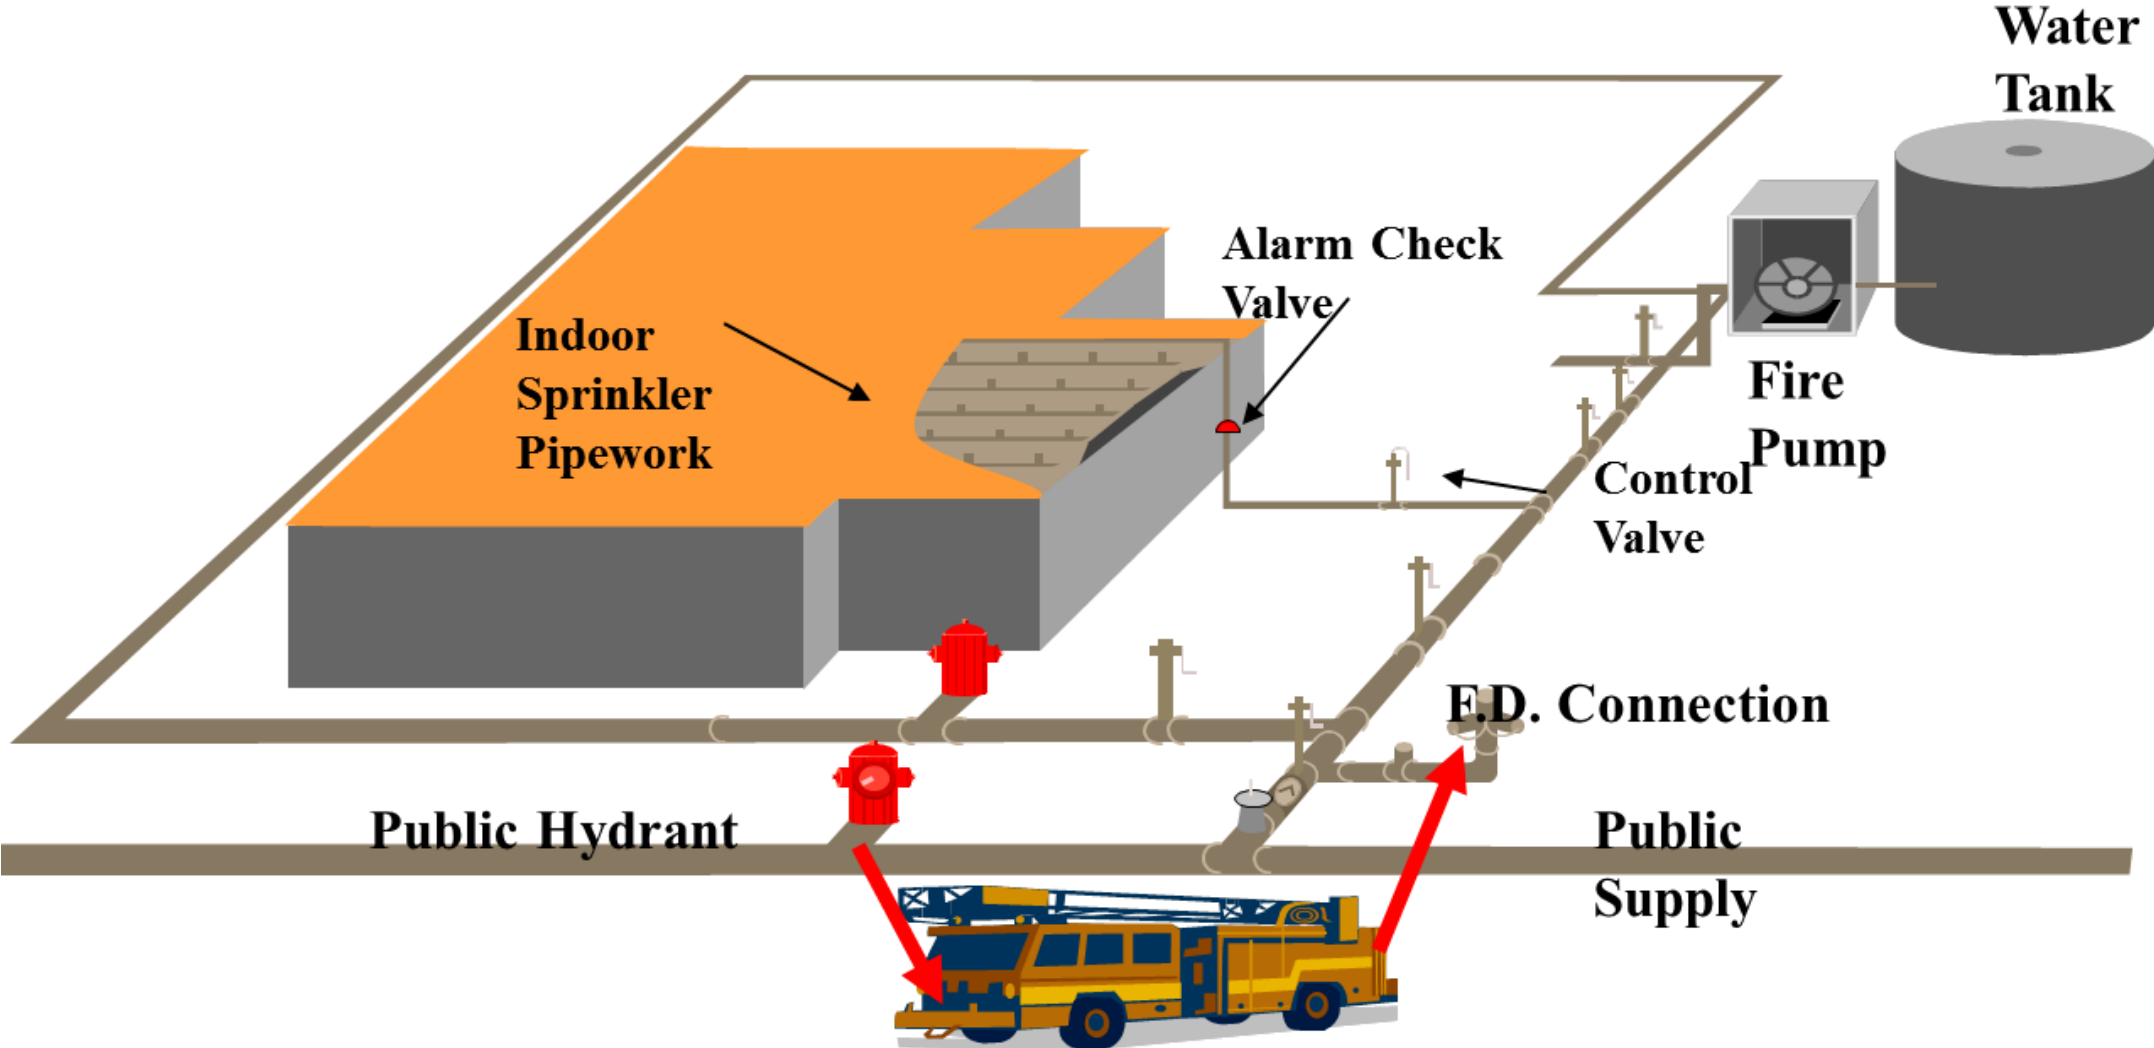 Water
Tank
Alarm Check
Valve
Indoor
Sprinkler
Pipework
Fire
Pump
Control
Valve
F.D. Connection
Public Hydrant
Public
Supply